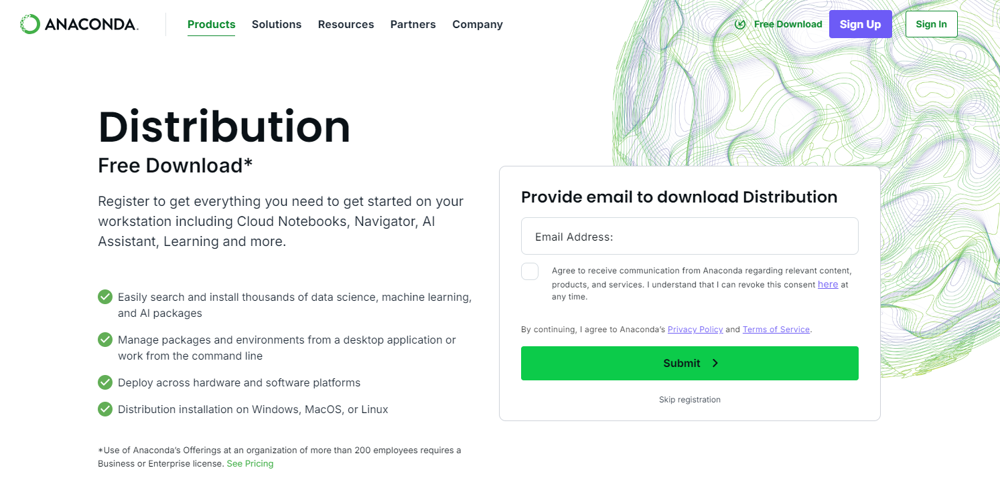 ANACONDA.
Products Solutions Resources Partners Company
Free Download Sign Up Sign In
Distribution
Free Download*
Register to get everything you need to get started on your
workstation including Cloud Notebooks, Navigator, AI
Assistant, Learning and more.
Easily search and install thousands of data science, machine learning,
and AI packages
Manage packages and environments from a desktop application or
work from the command line
Deploy across hardware and software platforms
Distribution installation on Windows, MacOS, or Linux
*Use of Anaconda’s Offerings at an organization of more than 200 employees requires a
Business or Enterprise license. See Pricing
Provide email to download Distribution
Email Address:
Agree to receive communication from Anaconda regarding relevant content,
products, and services. I understand that I can revoke this consent here at
any time.
By continuing, I agree to Anaconda’s Privacy Policy and Terms of Service.
Submit
Skip registration